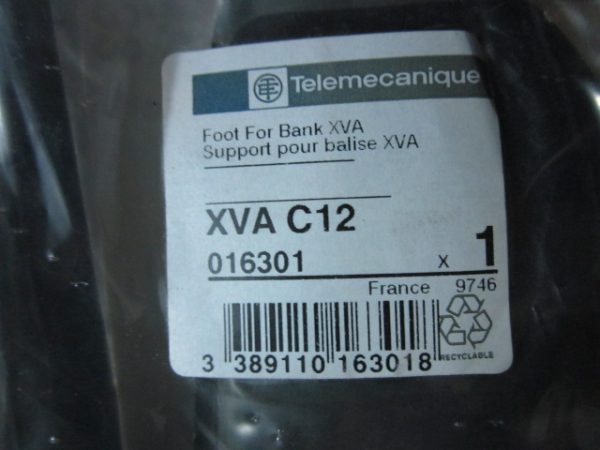 Telemecanique
Foot For Bank XVA
Support pour balise XVA
XVA C12
016301 x 1
France 9746
3 389110 163018
RECYCLABLE